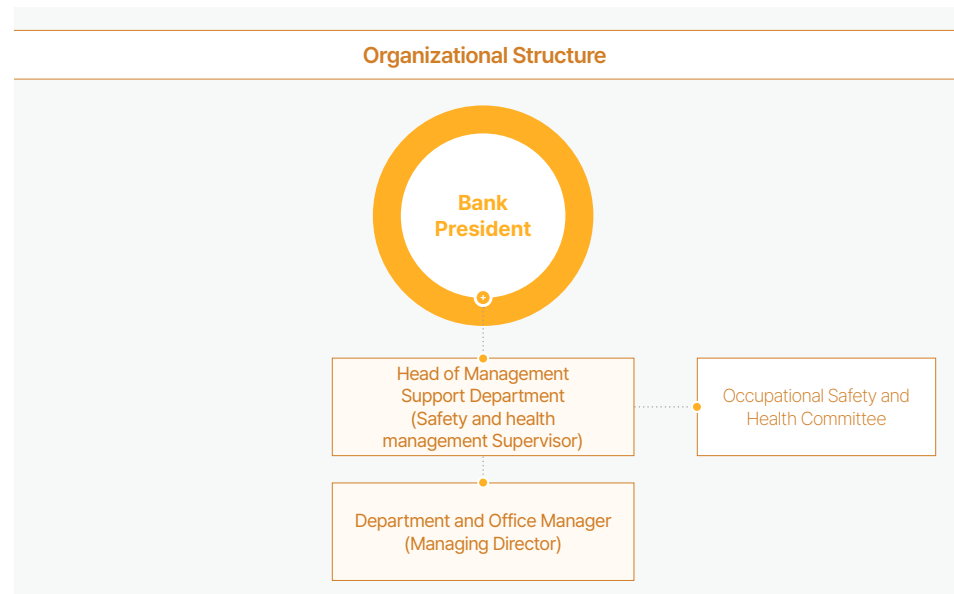 Organizational Structure
Bank
President
Head of Management
Support Department
(Safety and health
management Supervisor)
Occupational Safety and
Health Committee
Department and Office Manager
(Managing Director)